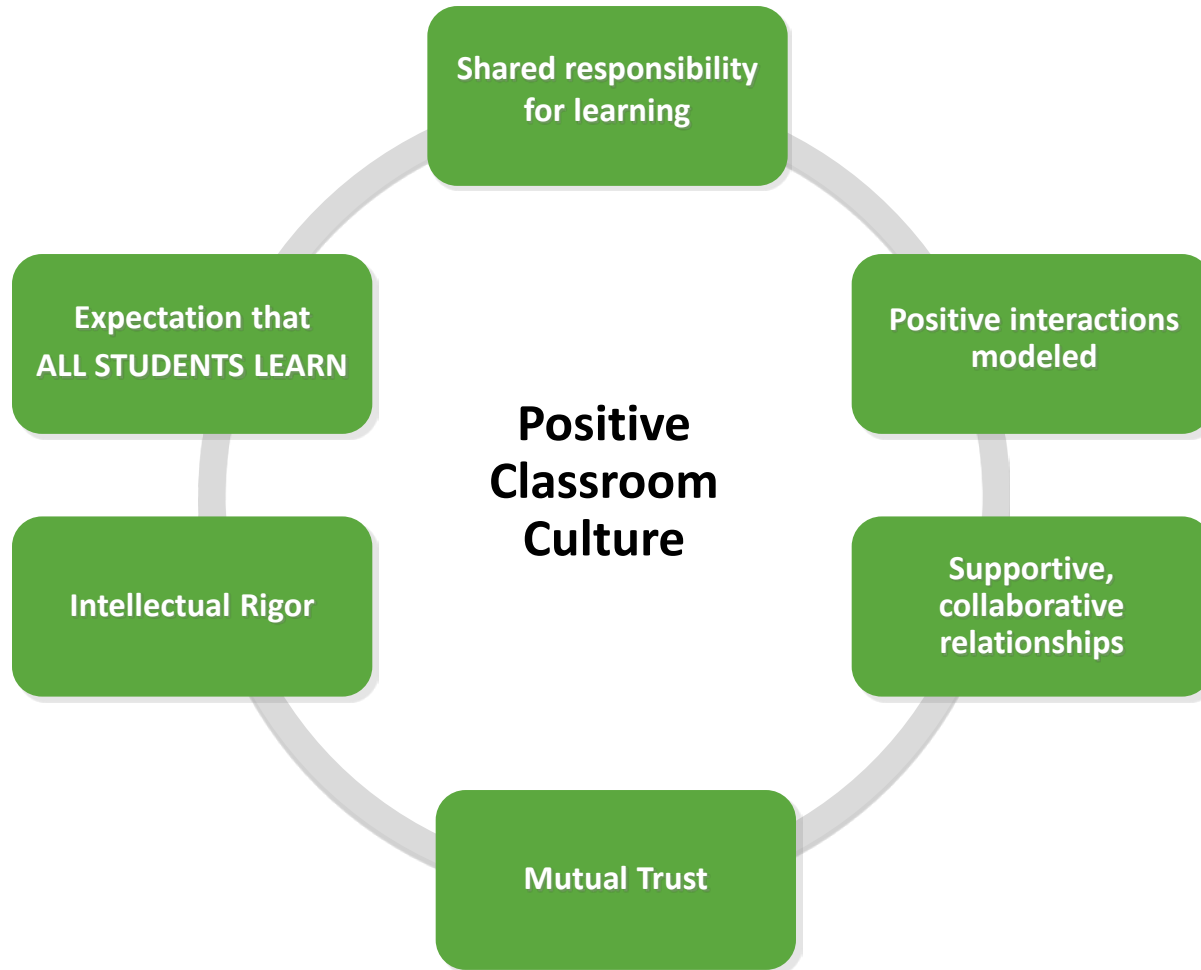 Shared responsibility
for learning
Expectation that
ALL STUDENTS LEARN
Positive interactions
modeled
Positive
Classroom
Culture
Intellectual Rigor
Supportive,
collaborative
relationships
Mutual Trust